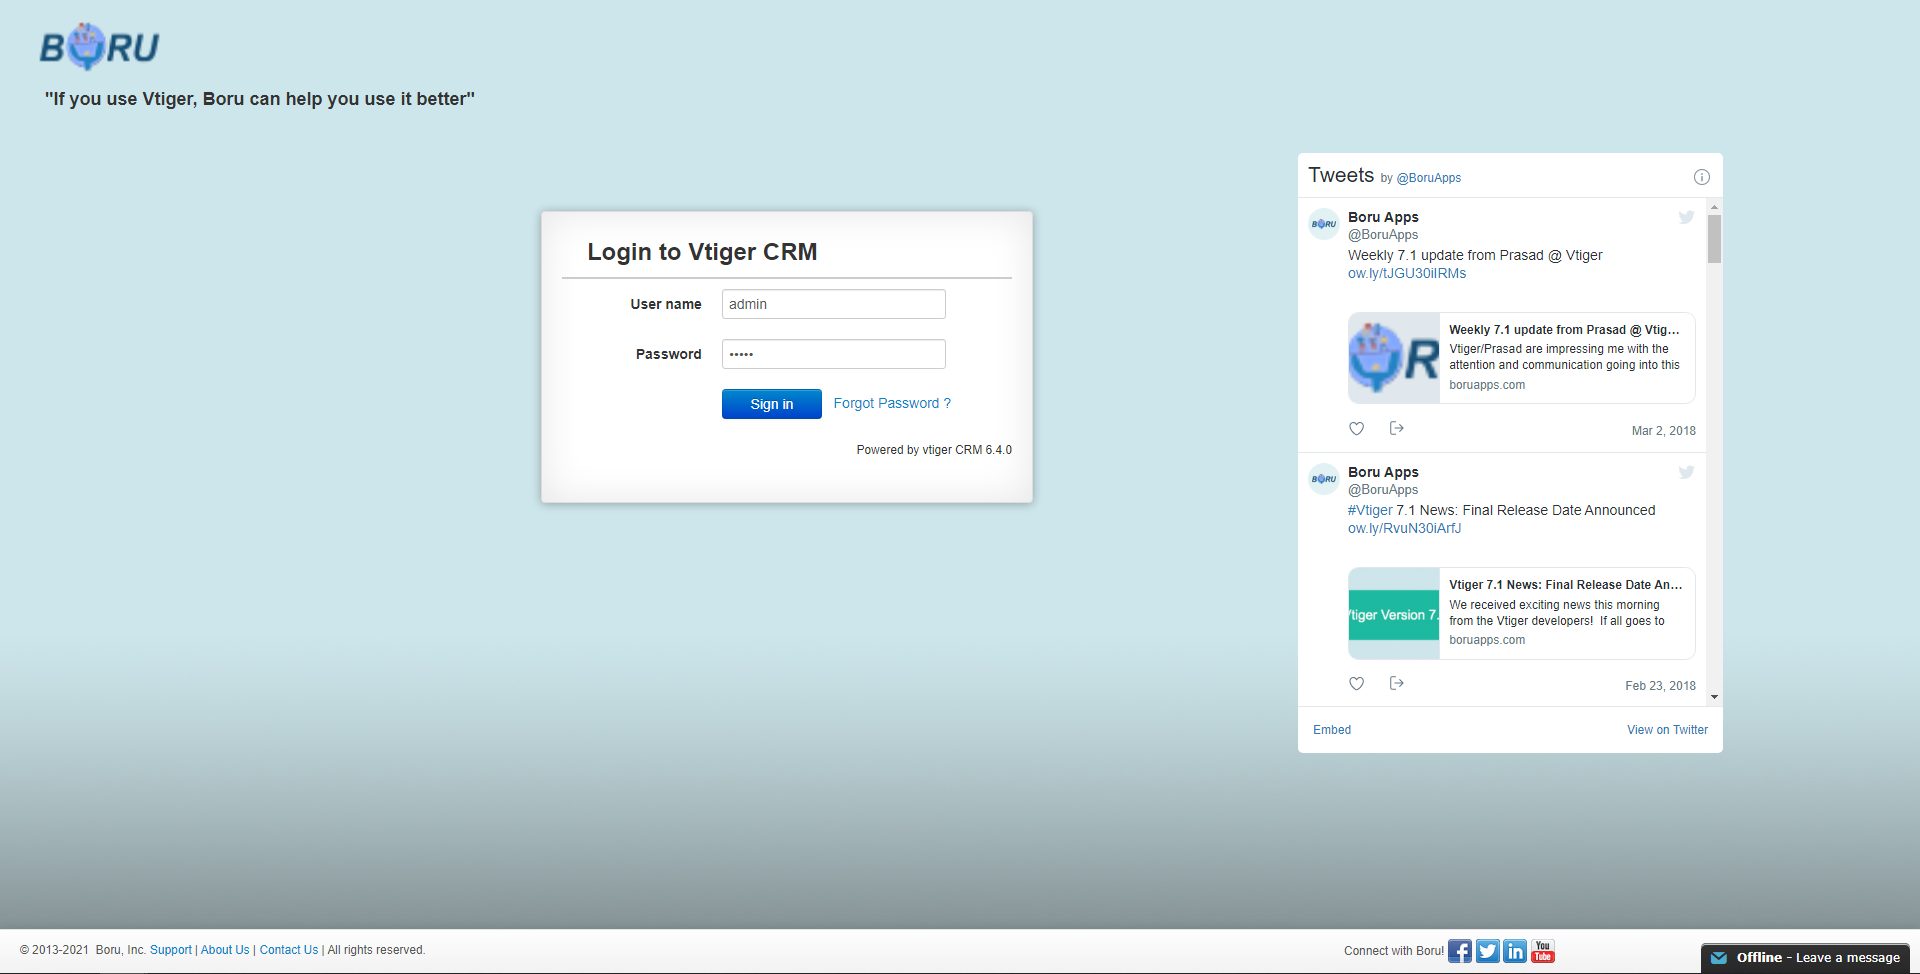 BORU
"If you use Vtiger, Boru can help you use it better"
Login to Vtiger CRM
User name
admin
Password
•••••
Sign in
Forgot Password ?
Powered by vtiger CRM 6.4.0
Tweets by @BoruApps
BORU
Boru Apps
@BoruApps
Weekly 7.1 update from Prasad @ Vtiger
ow.ly/tJGU30iIRMs
Weekly 7.1 update from Prasad @ Vtig...
Vtiger/Prasad are impressing me with the
attention and communication going into this
boruapps.com
Mar 2, 2018
BORU
Boru Apps
@BoruApps
#Vtiger 7.1 News: Final Release Date Announced
ow.ly/RvuN30iArfJ
Vtiger Version 7.
Vtiger 7.1 News: Final Release Date An...
We received exciting news this morning
from the Vtiger developers!  If all goes to
boruapps.com
Feb 23, 2018
Embed
View on Twitter
© 2013-2021  Boru, Inc. Support | About Us | Contact Us | All rights reserved.
Connect with Boru!
You Tube
Offline - Leave a message